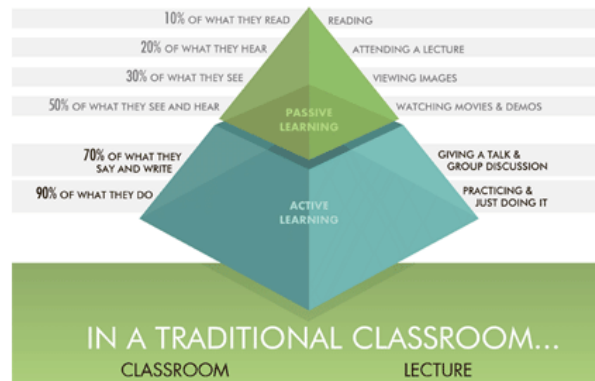 10% OF WHAT THEY READ READING
20% OF WHAT THEY HEAR ATTENDING A LECTURE
30% OF WHAT THEY SEE VIEWING IMAGES
50% OF WHAT THEY SEE AND HEAR WATCHING MOVIES & DEMOS
PASSIVE
LEARNING
70% OF WHAT THEY
SAY AND WRITE
GIVING A TALK &
GROUP DISCUSSION
90% OF WHAT THEY DO
PRACTICING &
JUST DOING IT
ACTIVE
LEARNING
IN A TRADITIONAL CLASSROOM...
CLASSROOM LECTURE